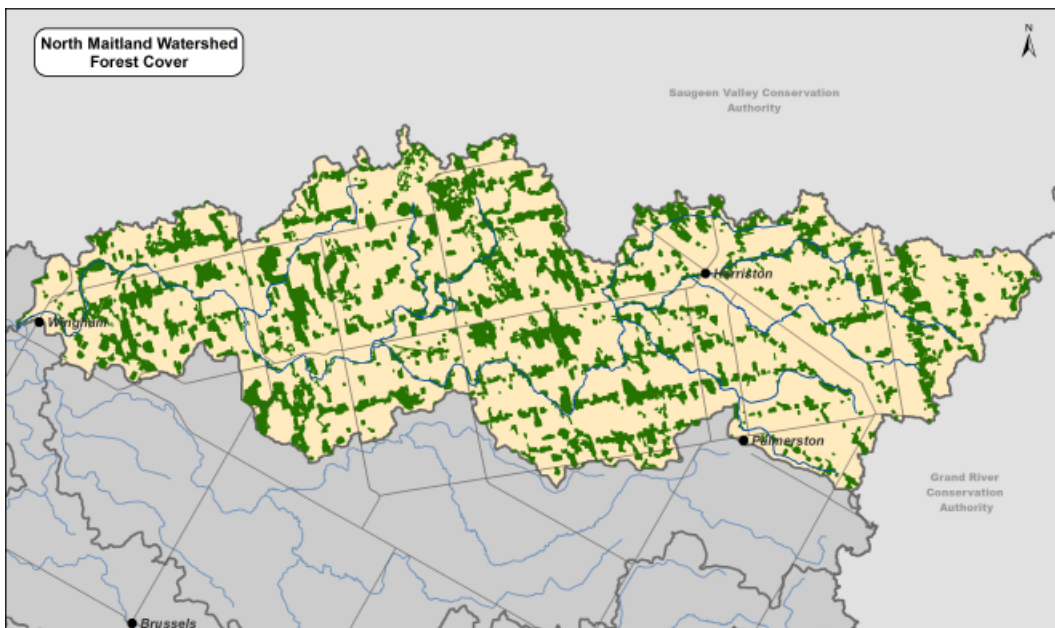 North Maitland Watershed
Forest Cover
N
Saugeen Valley Conservation
Authority
Harriston
Wingham
Palmerston
Grand River
Conservation
Authority
Brussels